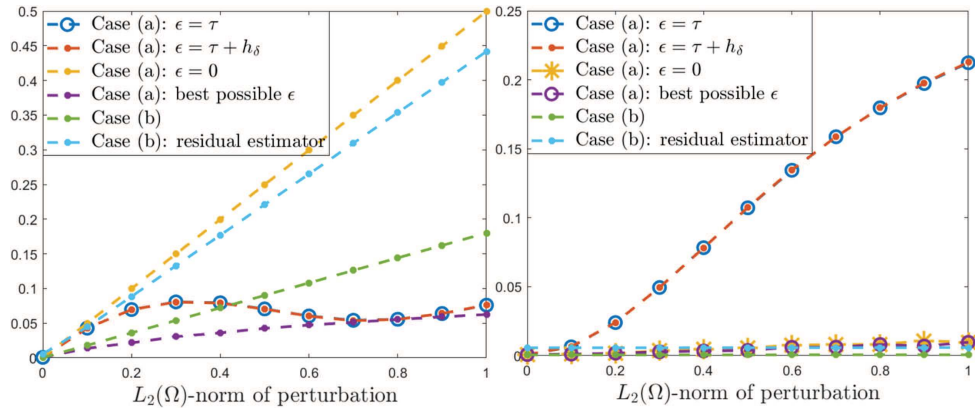 0.5
0.45
0.4
0.35
0.3
0.25
0.2
0.15
0.1
0.05
0
Case (a): ϵ = τ
Case (a): ϵ = τ + h_δ
Case (a): ϵ = 0
Case (a): best possible ϵ
Case (b)
Case (b): residual estimator
0 0.2 0.4 0.6 0.8 1
L₂(Ω)-norm of perturbation
0.25
0.2
0.15
0.1
0.05
0
Case (a): ϵ = τ
Case (a): ϵ = τ + h_δ
Case (a): ϵ = 0
Case (a): best possible ϵ
Case (b)
Case (b): residual estimator
0 0.2 0.4 0.6 0.8 1
L₂(Ω)-norm of perturbation